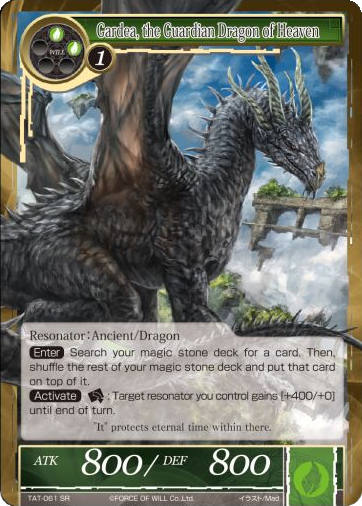 Gardea, the Guardian Dragon of Heaven
WILL
1
Resonator : Ancient/Dragon
Enter Search your magic stone deck for a card. Then,
shuffle the rest of your magic stone deck and put that card
on top of it.
Activate : Target resonator you control gains [+400/+0]
until end of turn.
"It" protects eternal time within there.
ATK 800 / DEF 800
TAT-061 SR ©FORCE OF WILL Co.,Ltd. イラスト/Mad